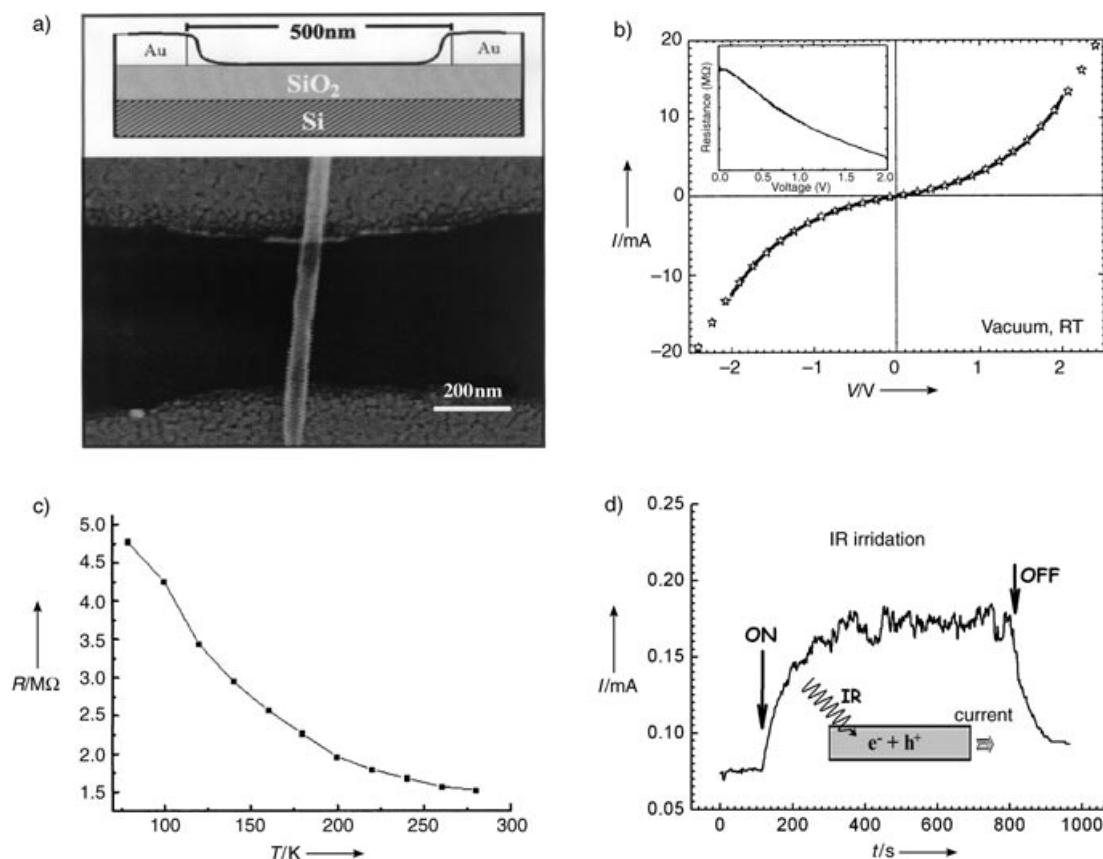 a)
500nm
Au Au
SiO2
Si
200nm
b)
20
10
0
−10
−20
I/mA
−2 −1 0 1 2
V/V
Vacuum, RT
Resistance (MΩ)
0.0 0.5 1.0 1.5 2.0
Voltage (V)
c)
5.0
4.5
4.0
3.5
3.0
2.5
2.0
1.5
R/MΩ
100 150 200 250 300
T/K
d)
0.25
0.20
0.15
0.10
0.05
I/mA
IR irridation
OFF
ON
IR
current
e- + h+
0 200 400 600 800 1000
t/s